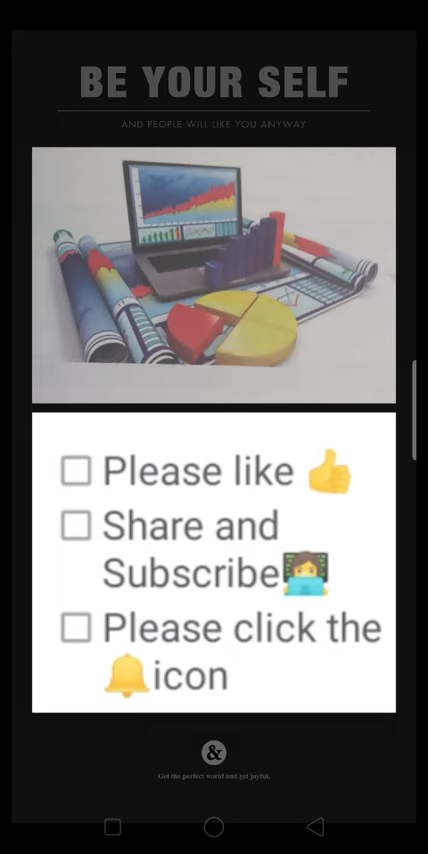 BE YOUR SELF
AND PEOPLE WILL LIKE YOU ANYWAY
Please like 👍
Share and
Subscribe👩‍💻
Please click the
🔔icon
&
Get the perfect world and get joyful.